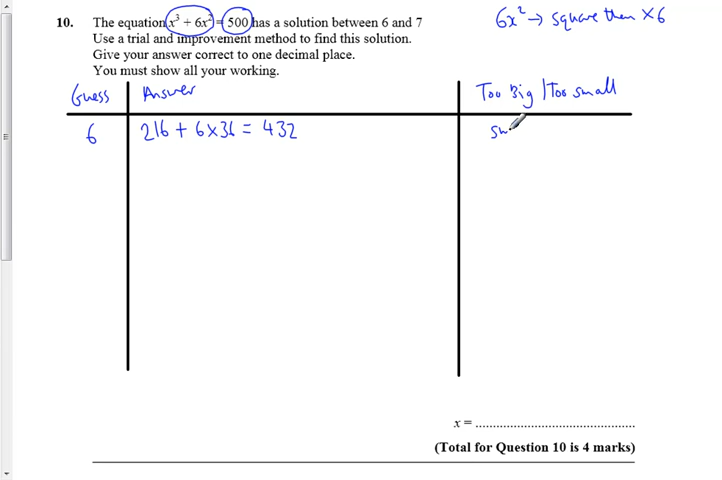 10. The equation x³ + 6x² = 500 has a solution between 6 and 7
6x² → square then ×6
Use a trial and improvement method to find this solution.
Give your answer correct to one decimal place.
You must show all your working.
Guess Answer Too Big | Too small
6 216 + 6×36 = 432 sm
x = ................................................
(Total for Question 10 is 4 marks)